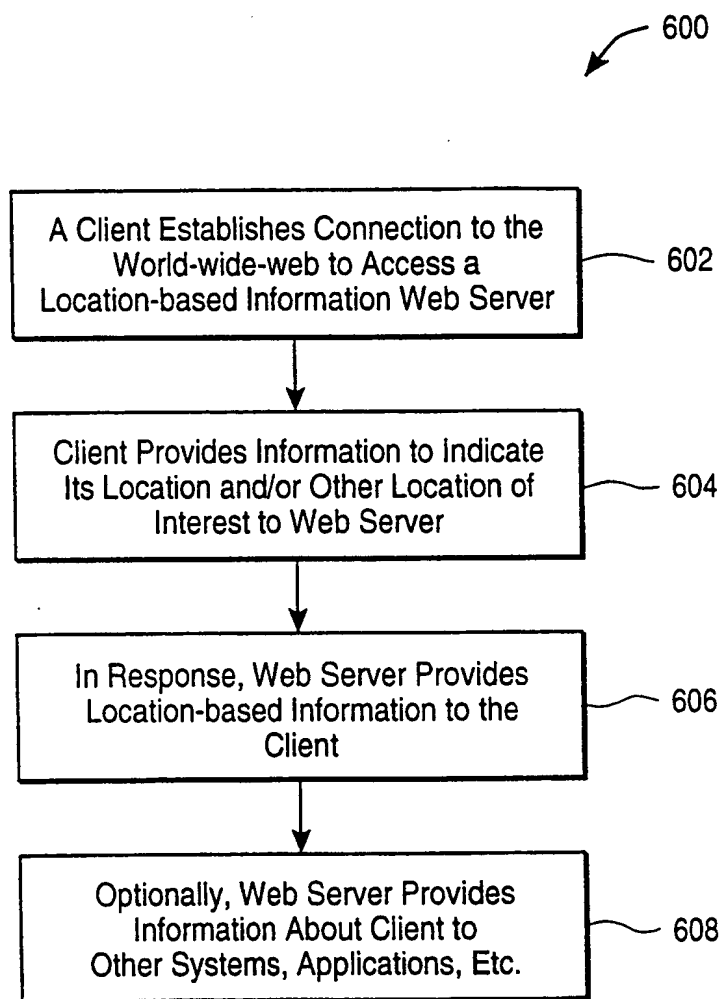 600
A Client Establishes Connection to the
World-wide-web to Access a
Location-based Information Web Server
602
Client Provides Information to Indicate
Its Location and/or Other Location of
Interest to Web Server
604
In Response, Web Server Provides
Location-based Information to the
Client
606
Optionally, Web Server Provides
Information About Client to
Other Systems, Applications, Etc.
608